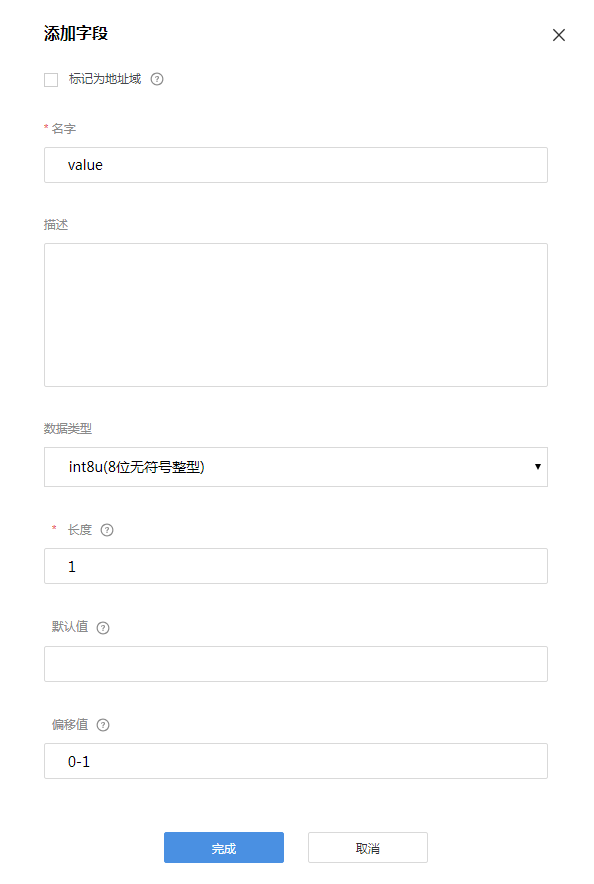 添加字段
标记为地址域 ?
* 名字
value
描述
数据类型
int8u(8位无符号整型)
* 长度 ?
1
默认值 ?
偏移值 ?
0-1
完成
取消